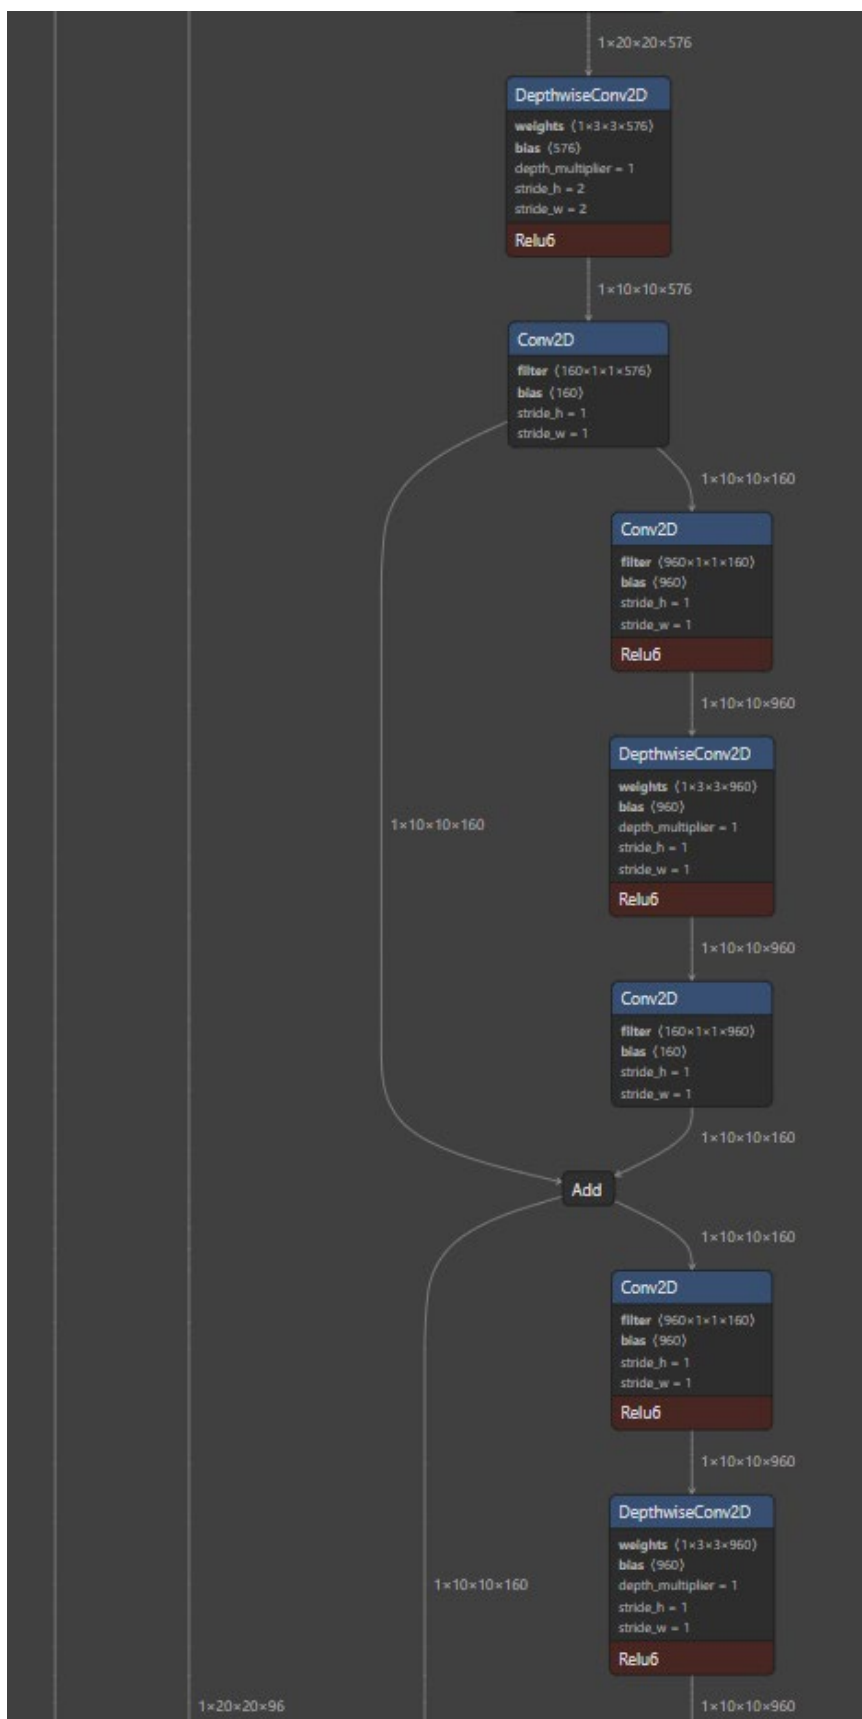 1×20×20×576
DepthwiseConv2D
weights ⟨1×3×3×576⟩
bias ⟨576⟩
depth_multiplier = 1
stride_h = 2
stride_w = 2
Relu6
1×10×10×576
Conv2D
filter ⟨160×1×1×576⟩
bias ⟨160⟩
stride_h = 1
stride_w = 1
1×10×10×160
Conv2D
filter ⟨960×1×1×160⟩
bias ⟨960⟩
stride_h = 1
stride_w = 1
Relu6
1×10×10×960
DepthwiseConv2D
weights ⟨1×3×3×960⟩
bias ⟨960⟩
1×10×10×160
depth_multiplier = 1
stride_h = 1
stride_w = 1
Relu6
1×10×10×960
Conv2D
filter ⟨160×1×1×960⟩
bias ⟨160⟩
stride_h = 1
stride_w = 1
1×10×10×160
Add
1×10×10×160
Conv2D
filter ⟨960×1×1×160⟩
bias ⟨960⟩
stride_h = 1
stride_w = 1
Relu6
1×10×10×960
DepthwiseConv2D
weights ⟨1×3×3×960⟩
bias ⟨960⟩
1×10×10×160
depth_multiplier = 1
stride_h = 1
stride_w = 1
Relu6
1×20×20×96
1×10×10×960